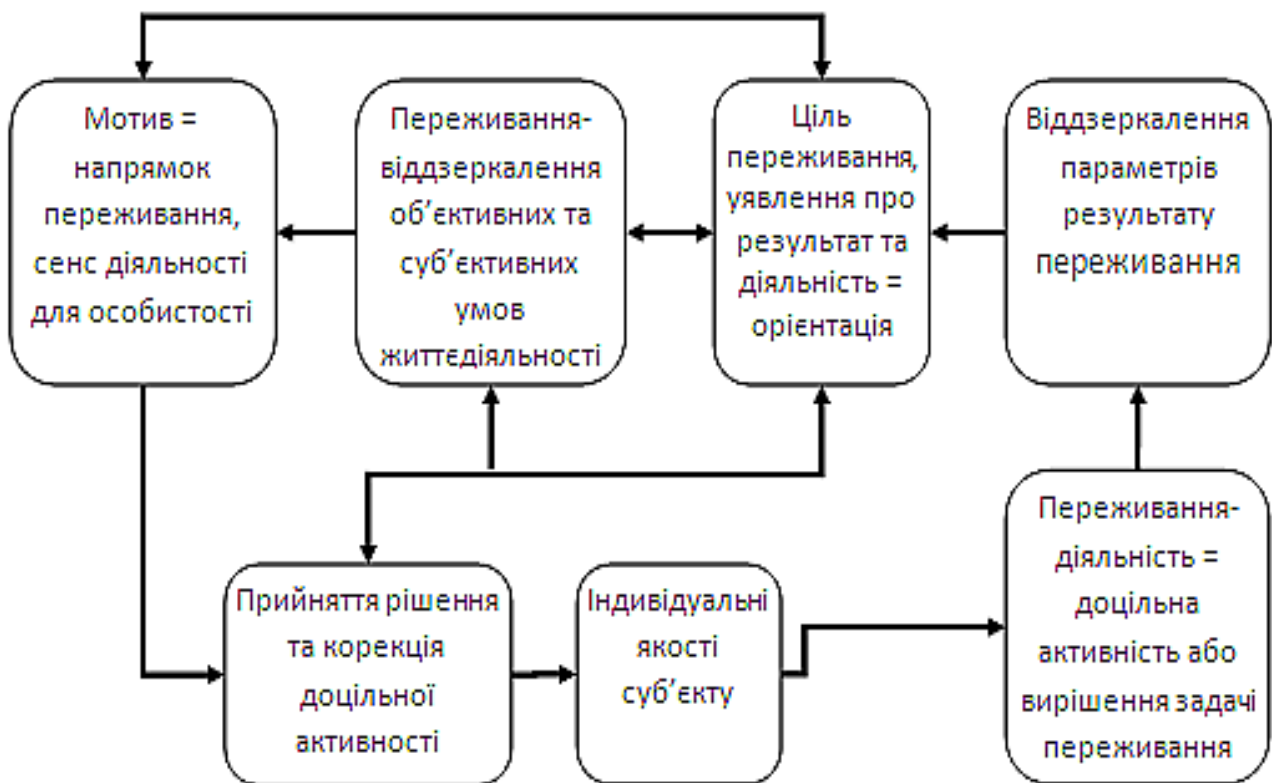 Мотив =
напрямок
переживання,
сенс діяльності
для особистості
Переживання-
віддзеркалення
об’єктивних та
суб’єктивних
умов
життєдіяльності
Ціль
переживання,
уявлення про
результат та
діяльність =
орієнтація
Віддзеркалення
параметрів
результату
переживання
Прийняття рішення
та корекція
доцільної
активності
Індивідуальні
якості
суб’єкту
Переживання-
діяльність =
доцільна
активність або
вирішення задачі
переживання